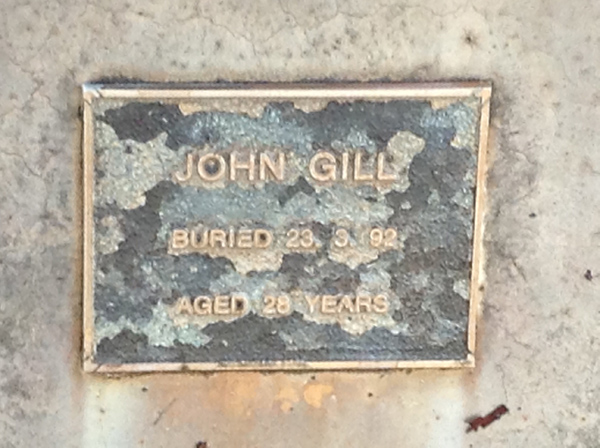 JOHN GILL
BURIED 23. 3. 92
AGED 28 YEARS